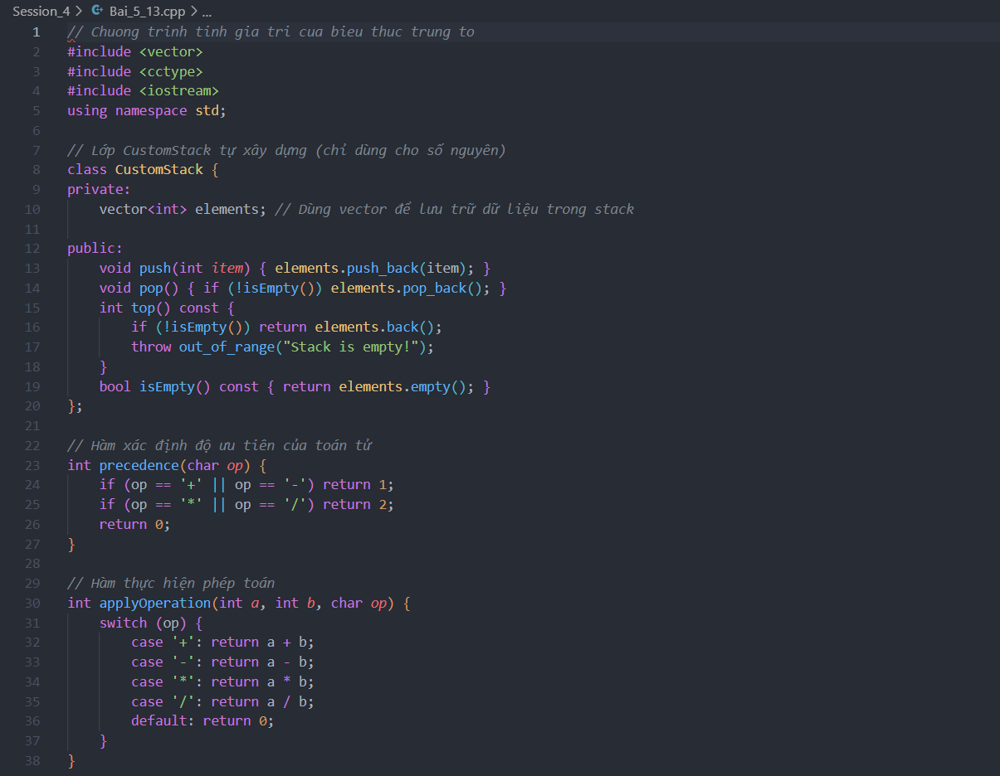 Session_4 > Bai_5_13.cpp > ...
1 // Chuong trinh tinh gia tri cua bieu thuc trung to
2 #include <vector>
3 #include <cctype>
4 #include <iostream>
5 using namespace std;
6
7 // Lớp CustomStack tự xây dựng (chỉ dùng cho số nguyên)
8 class CustomStack {
9 private:
10     vector<int> elements; // Dùng vector để lưu trữ dữ liệu trong stack
11
12 public:
13     void push(int item) { elements.push_back(item); }
14     void pop() { if (!isEmpty()) elements.pop_back(); }
15     int top() const {
16         if (!isEmpty()) return elements.back();
17         throw out_of_range("Stack is empty!");
18     }
19     bool isEmpty() const { return elements.empty(); }
20 };
21
22 // Hàm xác định độ ưu tiên của toán tử
23 int precedence(char op) {
24     if (op == '+' || op == '-') return 1;
25     if (op == '*' || op == '/') return 2;
26     return 0;
27 }
28
29 // Hàm thực hiện phép toán
30 int applyOperation(int a, int b, char op) {
31     switch (op) {
32         case '+': return a + b;
33         case '-': return a - b;
34         case '*': return a * b;
35         case '/': return a / b;
36         default: return 0;
37     }
38 }